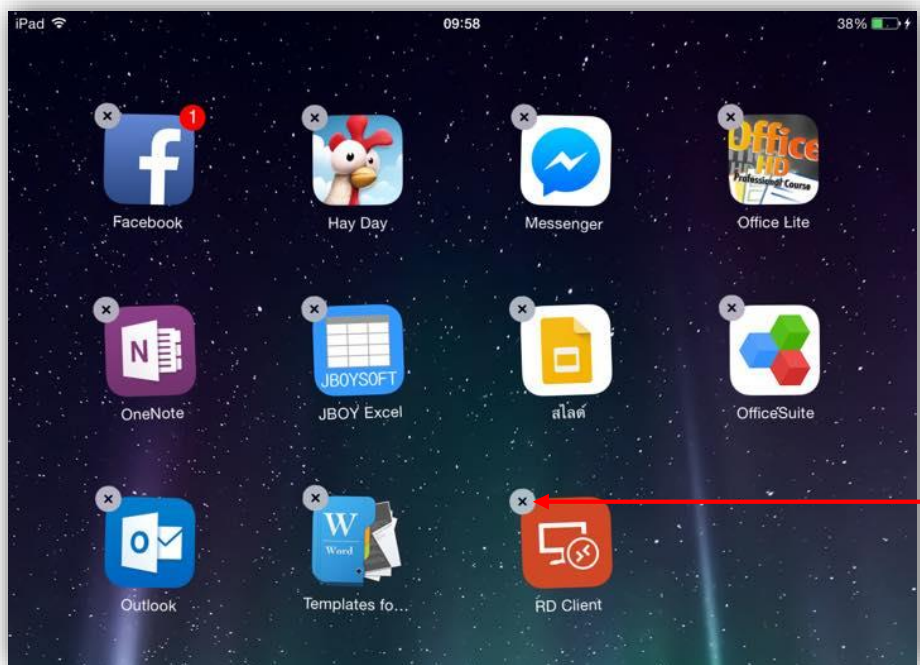 iPad 09:58 38%
1
Office
HD
Professional Course
Facebook Hay Day Messenger Office Lite
N
JBOYSOFT
OneNote JBOY Excel สไลด์ OfficeSuite
W
Word
Outlook Templates fo... RD Client